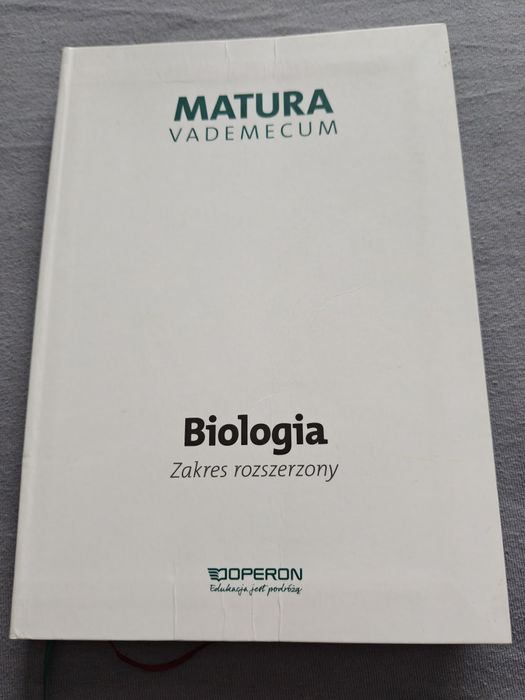 MATURA
VADEMECUM
Biologia
Zakres rozszerzony
OPERON
Edukacja jest podróżą